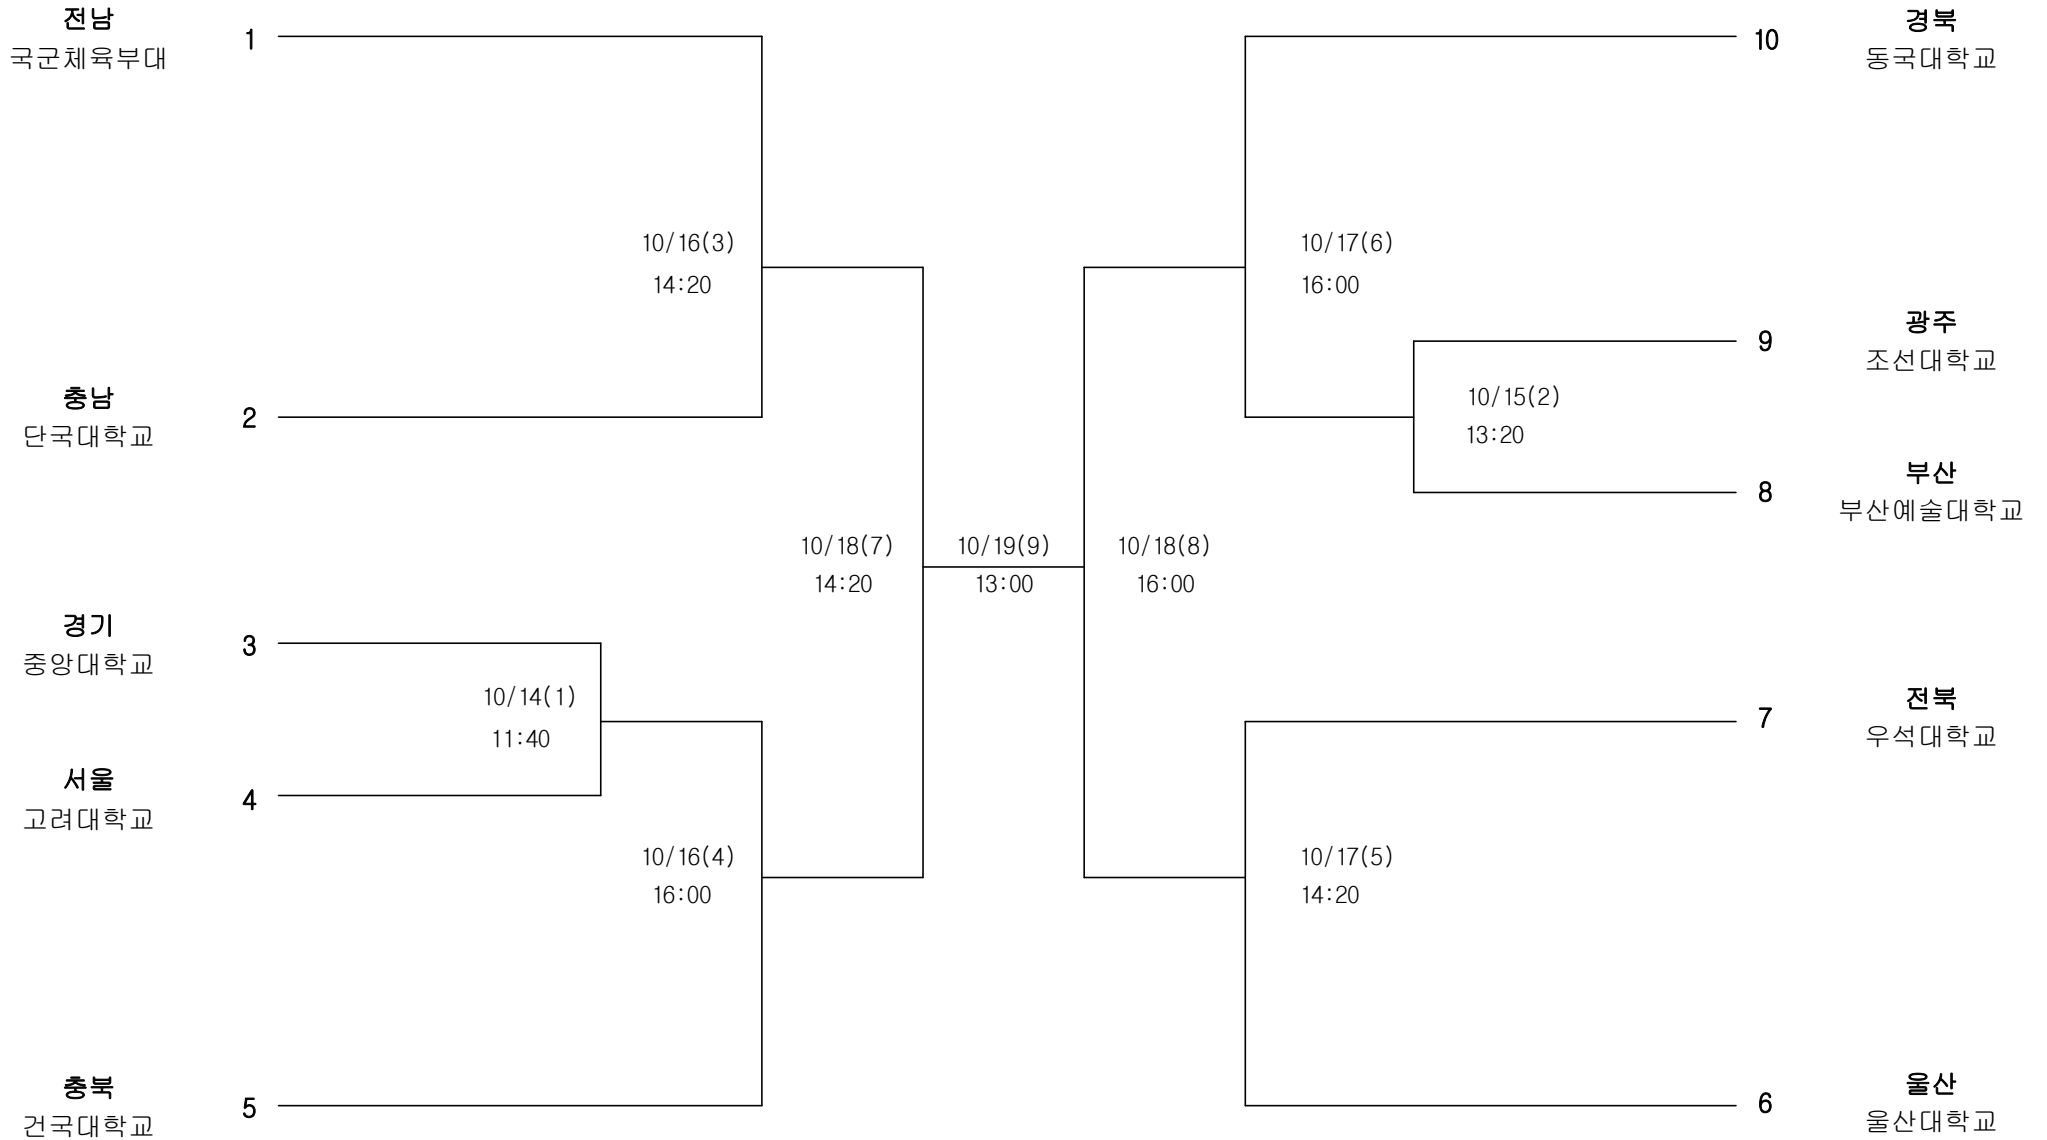 전남
국군체육부대
1
충남
단국대학교
2
경기
중앙대학교
3
서울
고려대학교
4
충북
건국대학교
5
10/16(3)
14:20
10/14(1)
11:40
10/16(4)
16:00
10/18(7)
14:20
10/19(9)
13:00
10/18(8)
16:00
10/17(6)
16:00
10/15(2)
13:20
10/17(5)
14:20
10
경북
동국대학교
9
광주
조선대학교
8
부산
부산예술대학교
7
전북
우석대학교
6
울산
울산대학교